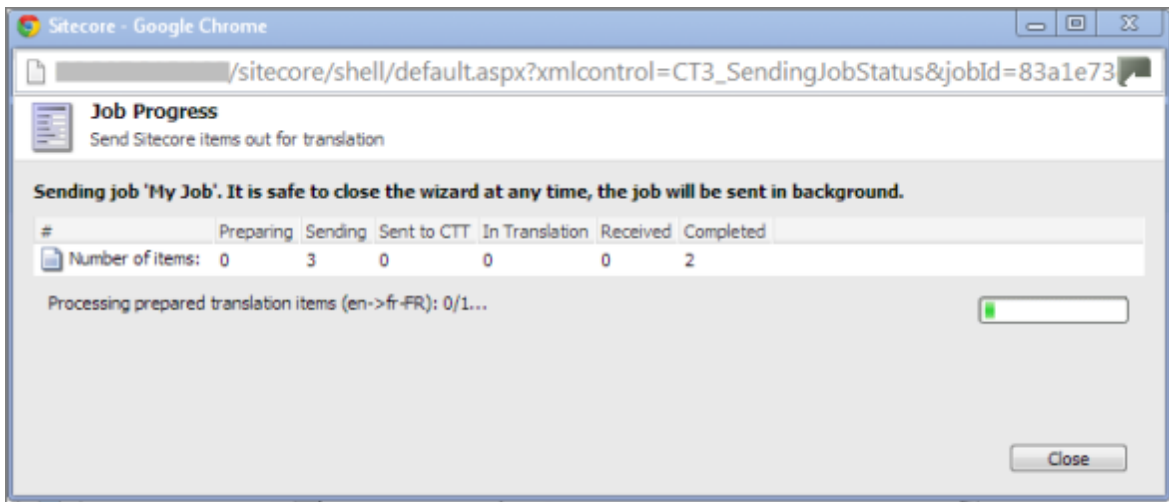 Sitecore - Google Chrome
/sitecore/shell/default.aspx?xmlcontrol=CT3_SendingJobStatus&jobId=83a1e73
Job Progress
Send Sitecore items out for translation
Sending job 'My Job'. It is safe to close the wizard at any time, the job will be sent in background.
# Preparing Sending Sent to CTT In Translation Received Completed
Number of items: 0 3 0 0 0 2
Processing prepared translation items (en->fr-FR): 0/1...
Close